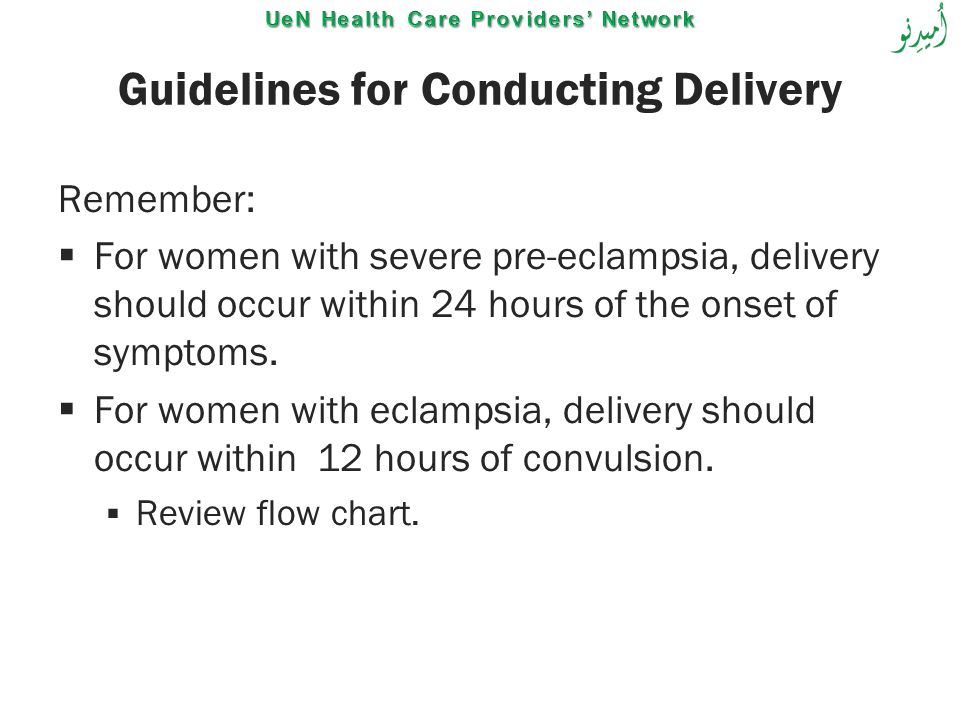 UeN Health Care Providers’ Network
اُميدِنو
Guidelines for Conducting Delivery
Remember:
▪ For women with severe pre-eclampsia, delivery
should occur within 24 hours of the onset of
symptoms.
▪ For women with eclampsia, delivery should
occur within  12 hours of convulsion.
▪ Review flow chart.